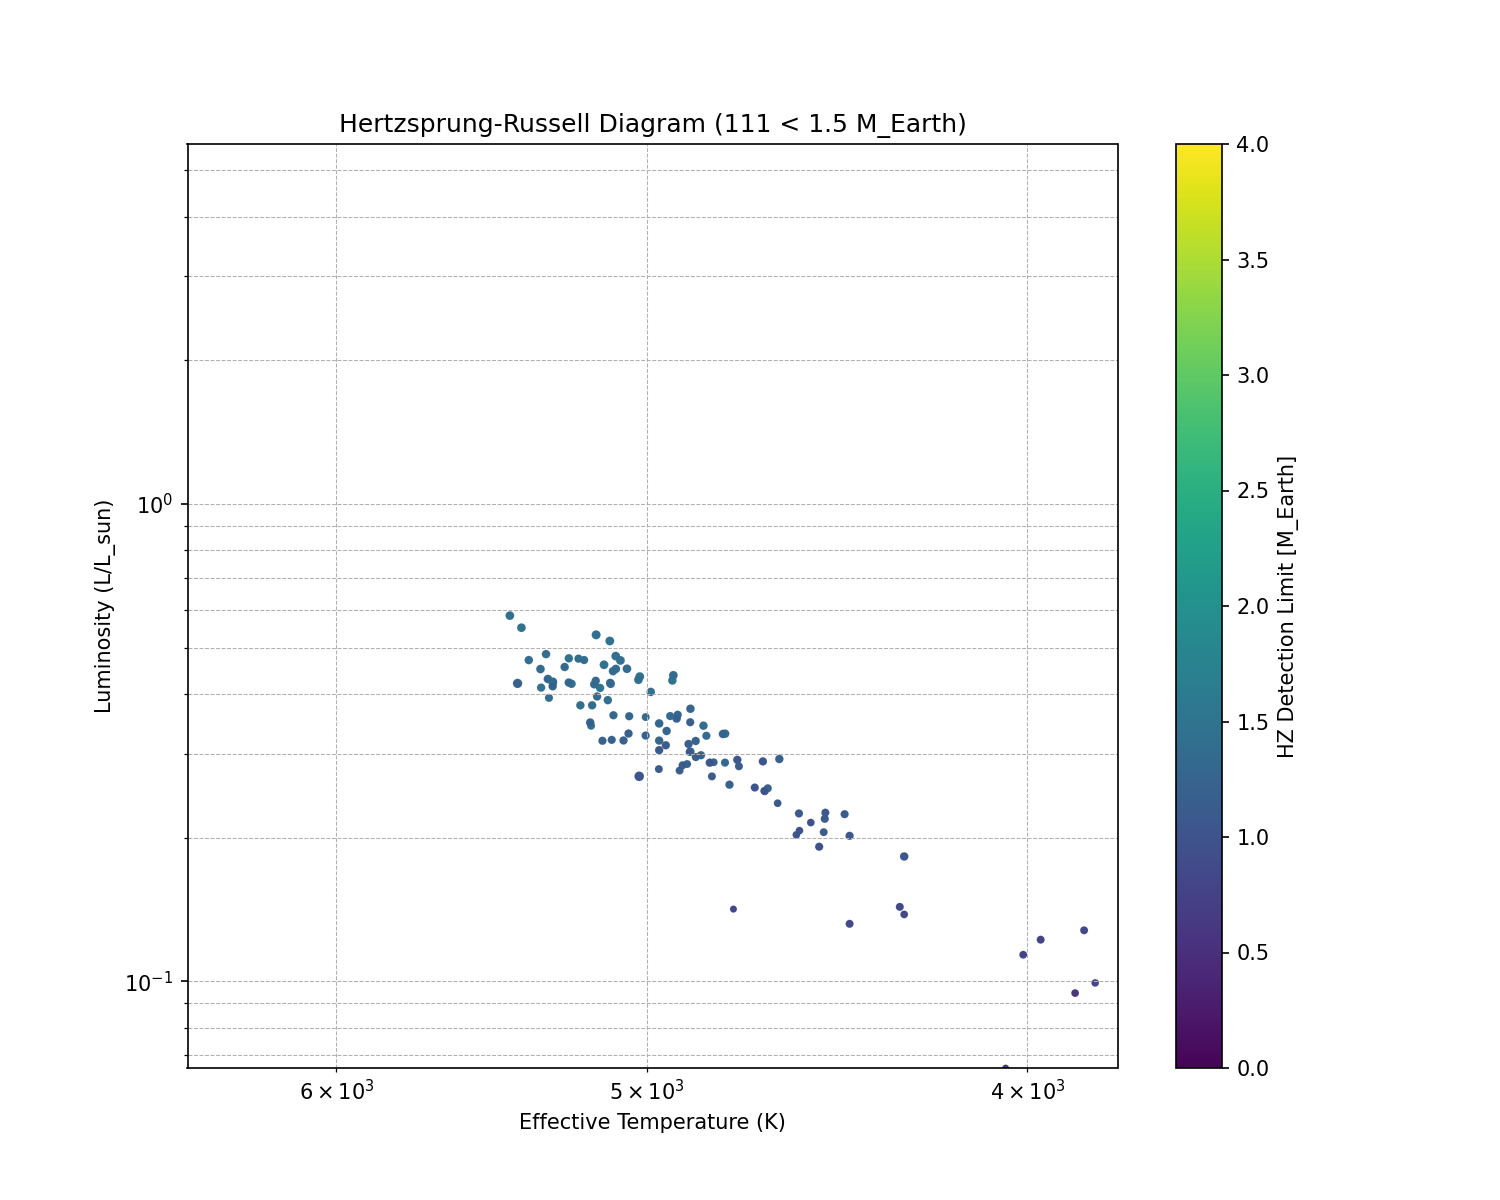 Hertzsprung-Russell Diagram (111 < 1.5 M_Earth)
Luminosity (L/L_sun)
10⁰
10⁻¹
6 × 10³
5 × 10³
4 × 10³
Effective Temperature (K)
4.0
3.5
3.0
2.5
2.0
1.5
1.0
0.5
0.0
HZ Detection Limit [M_Earth]